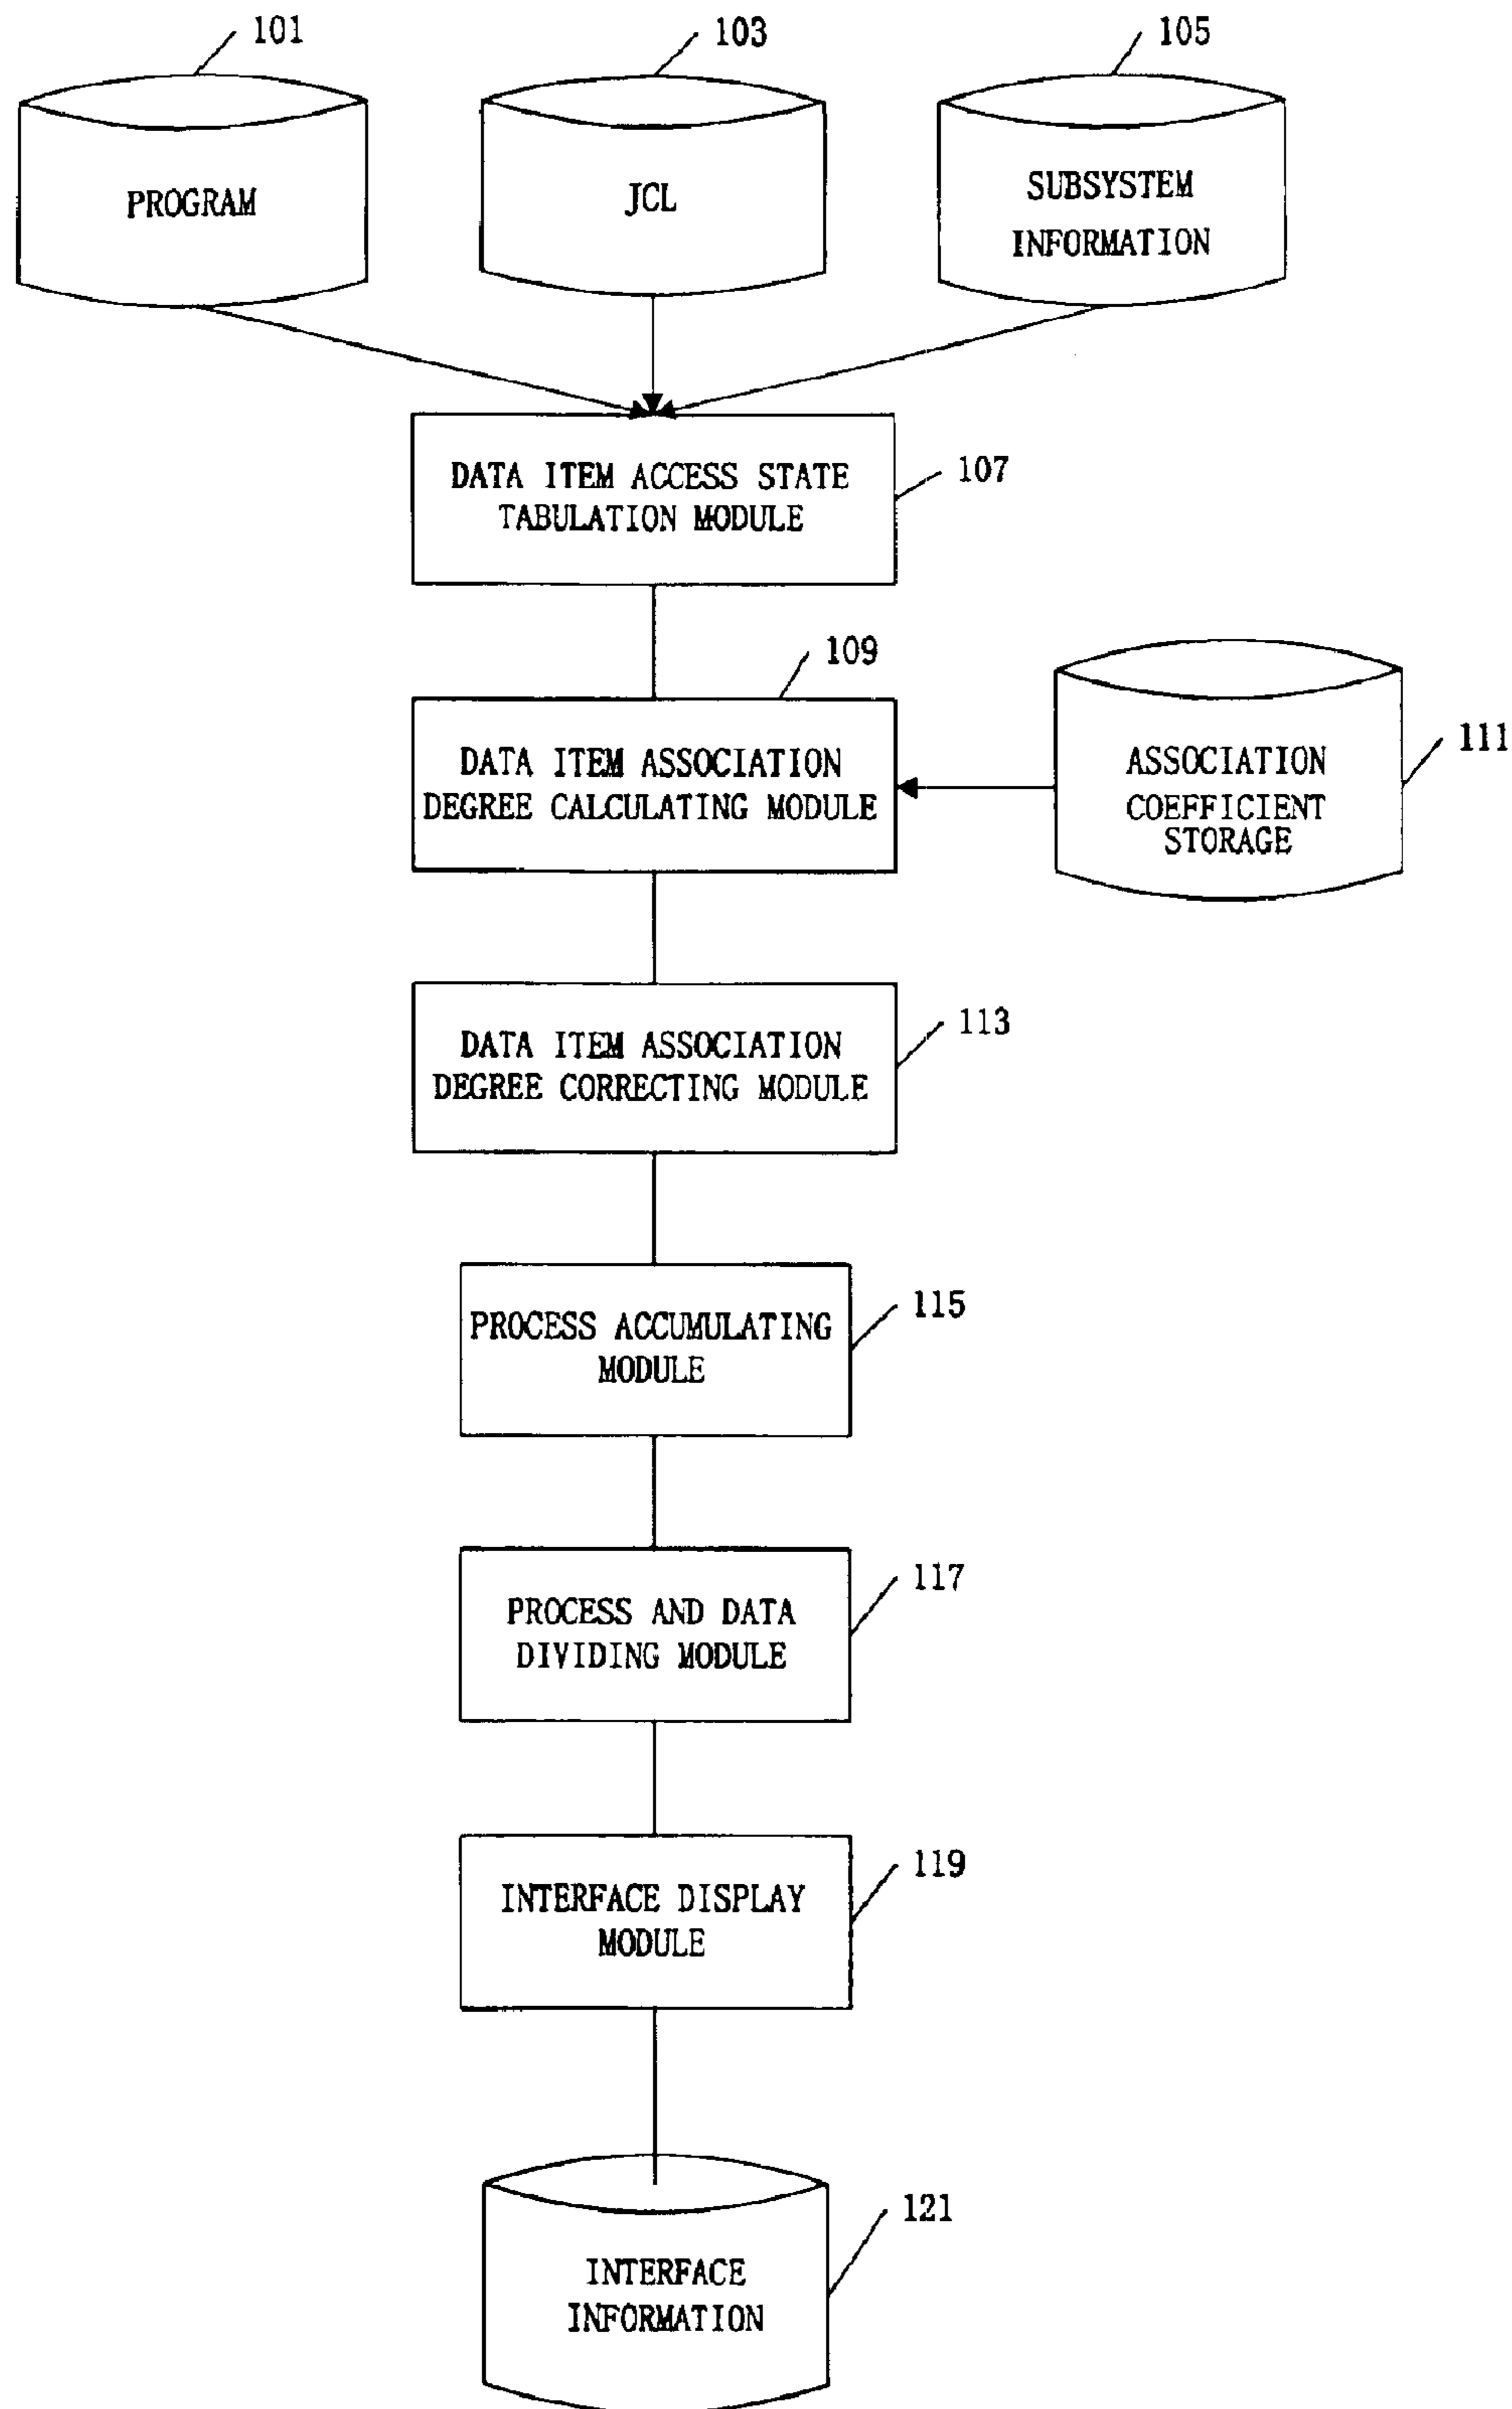 101
103
105
PROGRAM
JCL
SUBSYSTEM
INFORMATION
DATA ITEM ACCESS STATE
TABULATION MODULE
107
109
DATA ITEM ASSOCIATION
DEGREE CALCULATING MODULE
ASSOCIATION
COEFFICIENT
STORAGE
111
DATA ITEM ASSOCIATION
DEGREE CORRECTING MODULE
113
PROCESS ACCUMULATING
MODULE
115
PROCESS AND DATA
DIVIDING MODULE
117
INTERFACE DISPLAY
MODULE
119
INTERFACE
INFORMATION
121